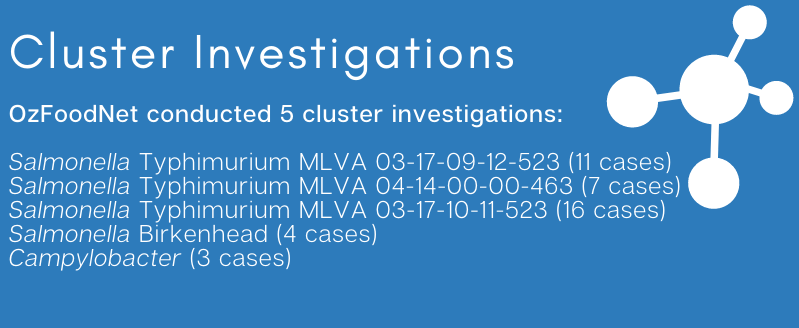 Cluster Investigations
OzFoodNet conducted 5 cluster investigations:
Salmonella Typhimurium MLVA 03-17-09-12-523 (11 cases)
Salmonella Typhimurium MLVA 04-14-00-00-463 (7 cases)
Salmonella Typhimurium MLVA 03-17-10-11-523 (16 cases)
Salmonella Birkenhead (4 cases)
Campylobacter (3 cases)